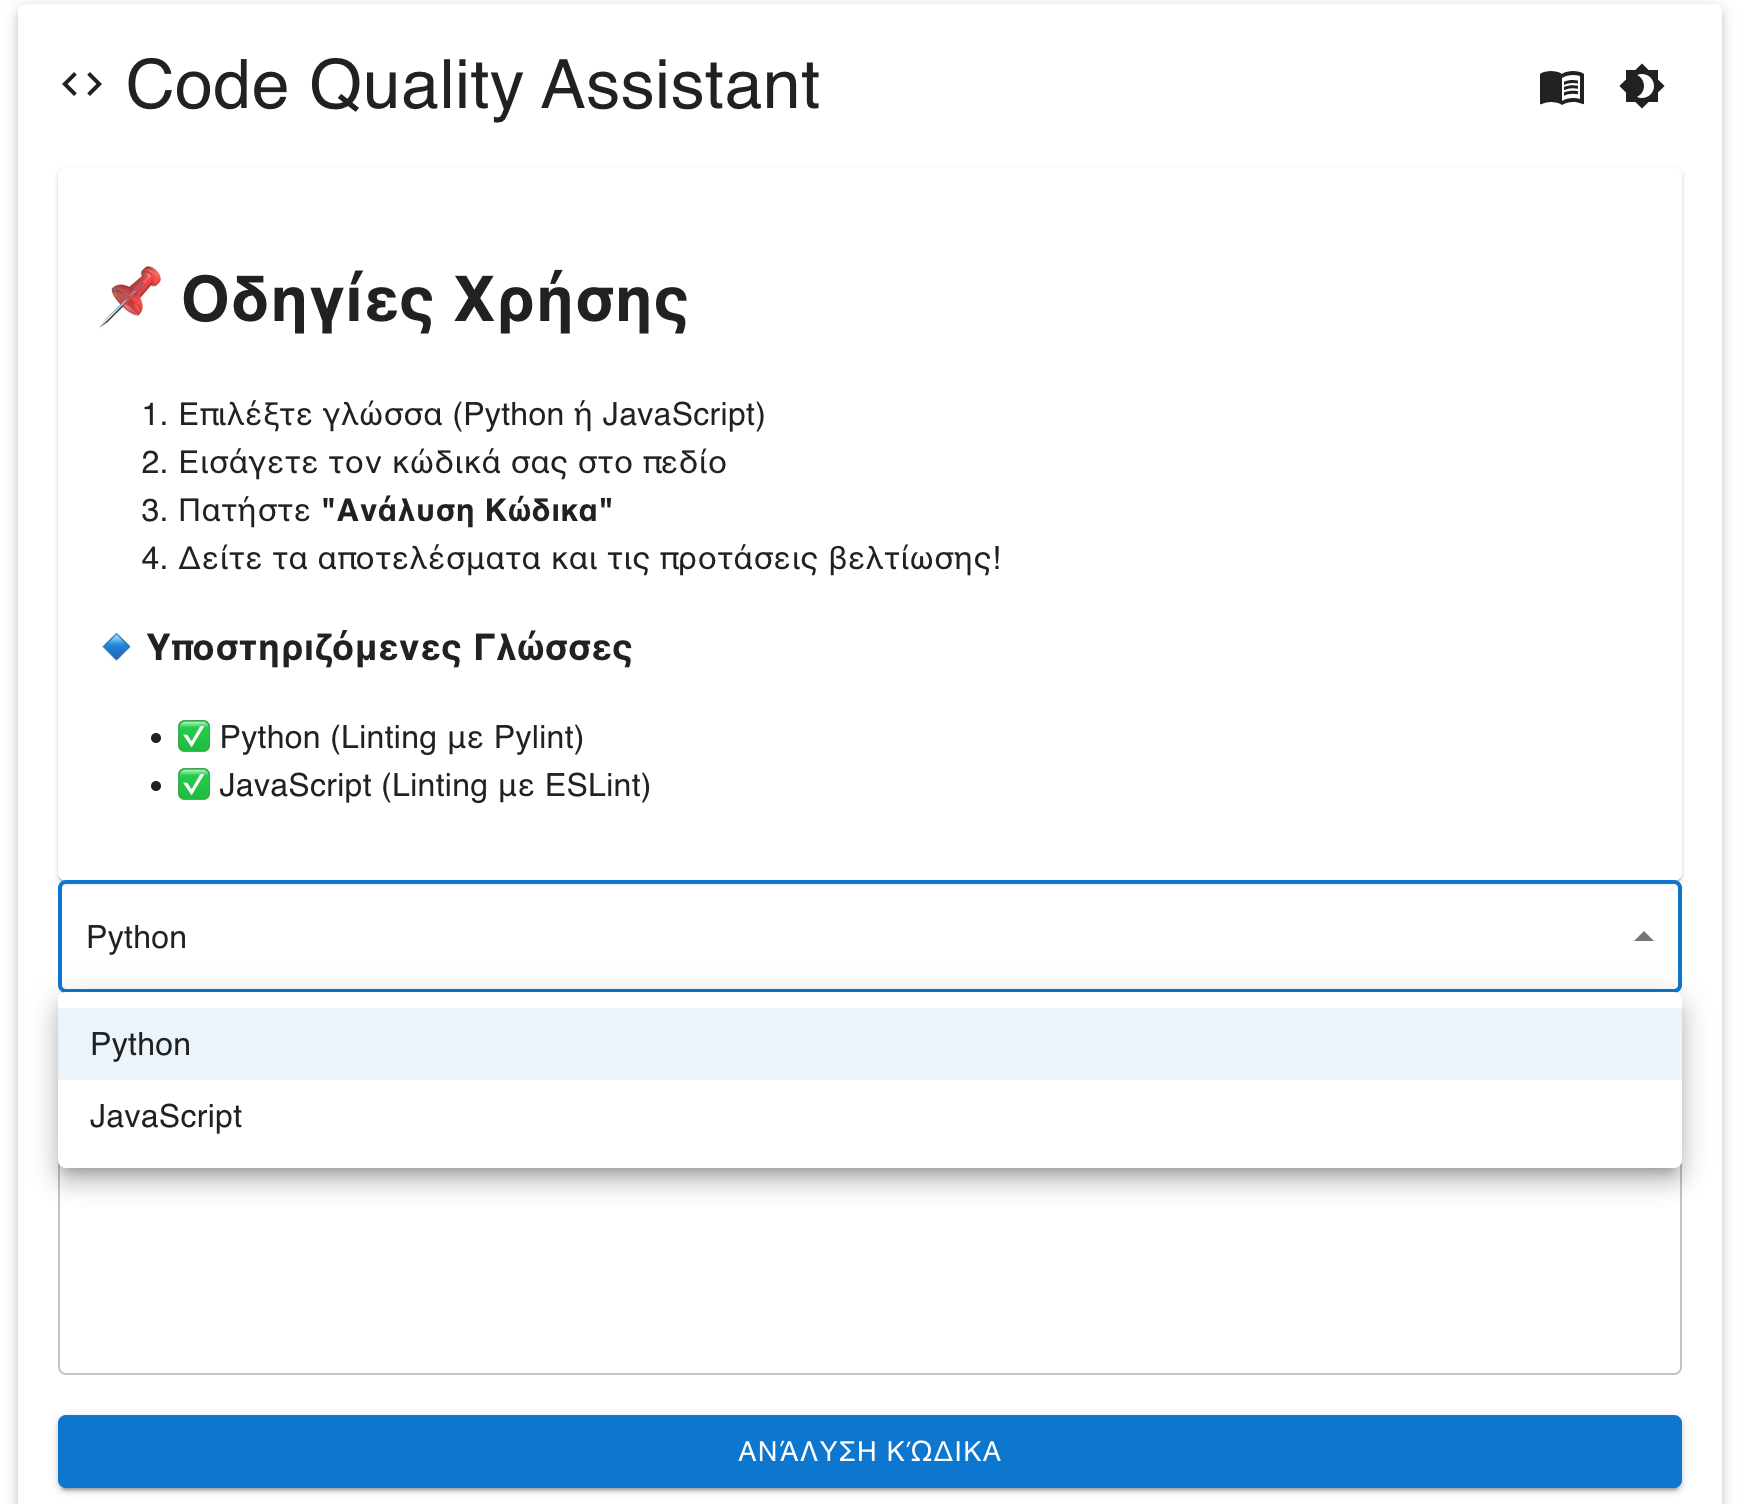 Code Quality Assistant
📌 Οδηγίες Χρήσης
1. Επιλέξτε γλώσσα (Python ή JavaScript)
2. Εισάγετε τον κώδικά σας στο πεδίο
3. Πατήστε "Ανάλυση Κώδικα"
4. Δείτε τα αποτελέσματα και τις προτάσεις βελτίωσης!
🔹 Υποστηριζόμενες Γλώσσες
• ✅ Python (Linting με Pylint)
• ✅ JavaScript (Linting με ESLint)
Python
Python
JavaScript
ΑΝΆΛΥΣΗ ΚΏΔΙΚΑ